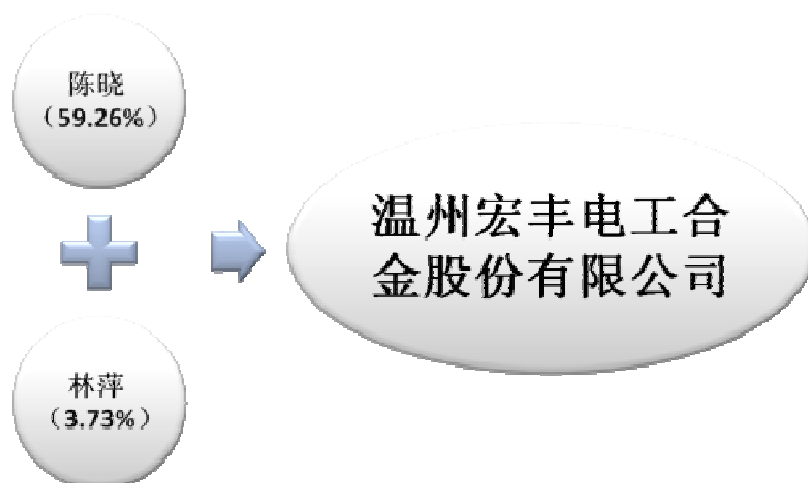 陈晓
（59.26%）
温州宏丰电工合
金股份有限公司
林萍
（3.73%）